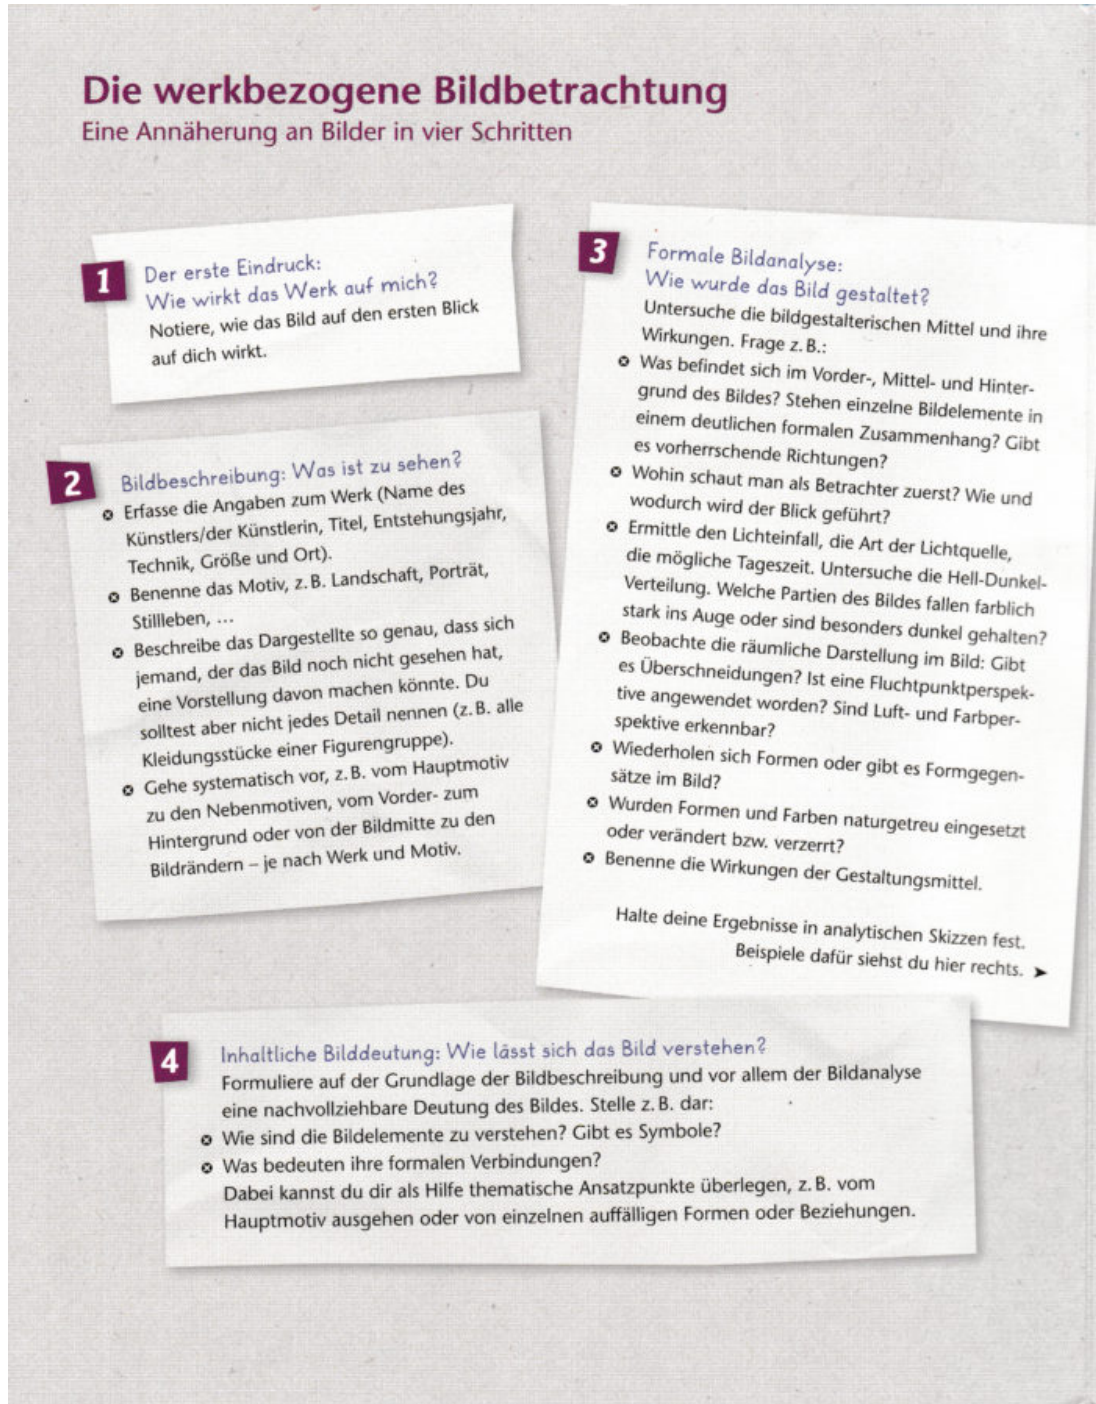 Die werkbezogene Bildbetrachtung
Eine Annäherung an Bilder in vier Schritten
1
Der erste Eindruck:
Wie wirkt das Werk auf mich?
Notiere, wie das Bild auf den ersten Blick
auf dich wirkt.
2
Bildbeschreibung: Was ist zu sehen?
Erfasse die Angaben zum Werk (Name des
Künstlers/der Künstlerin, Titel, Entstehungsjahr,
Technik, Größe und Ort).
Benenne das Motiv, z. B. Landschaft, Porträt,
Stillleben, ...
Beschreibe das Dargestellte so genau, dass sich
jemand, der das Bild noch nicht gesehen hat,
eine Vorstellung davon machen könnte. Du
solltest aber nicht jedes Detail nennen (z. B. alle
Kleidungsstücke einer Figurengruppe).
Gehe systematisch vor, z. B. vom Hauptmotiv
zu den Nebenmotiven, vom Vorder- zum
Hintergrund oder von der Bildmitte zu den
Bildrändern – je nach Werk und Motiv.
3
Formale Bildanalyse:
Wie wurde das Bild gestaltet?
Untersuche die bildgestalterischen Mittel und ihre
Wirkungen. Frage z. B.:
Was befindet sich im Vorder-, Mittel- und Hinter-
grund des Bildes? Stehen einzelne Bildelemente in
einem deutlichen formalen Zusammenhang? Gibt
es vorherrschende Richtungen?
Wohin schaut man als Betrachter zuerst? Wie und
wodurch wird der Blick geführt?
Ermittle den Lichteinfall, die Art der Lichtquelle,
die mögliche Tageszeit. Untersuche die Hell-Dunkel-
Verteilung. Welche Partien des Bildes fallen farblich
stark ins Auge oder sind besonders dunkel gehalten?
Beobachte die räumliche Darstellung im Bild: Gibt
es Überschneidungen? Ist eine Fluchtpunktperspek-
tive angewendet worden? Sind Luft- und Farbper-
spektive erkennbar?
Wiederholen sich Formen oder gibt es Formgegen-
sätze im Bild?
Wurden Formen und Farben naturgetreu eingesetzt
oder verändert bzw. verzerrt?
Benenne die Wirkungen der Gestaltungsmittel.
Halte deine Ergebnisse in analytischen Skizzen fest.
Beispiele dafür siehst du hier rechts. ➤
4
Inhaltliche Bilddeutung: Wie lässt sich das Bild verstehen?
Formuliere auf der Grundlage der Bildbeschreibung und vor allem der Bildanalyse
eine nachvollziehbare Deutung des Bildes. Stelle z. B. dar:
Wie sind die Bildelemente zu verstehen? Gibt es Symbole?
Was bedeuten ihre formalen Verbindungen?
Dabei kannst du dir als Hilfe thematische Ansatzpunkte überlegen, z. B. vom
Hauptmotiv ausgehen oder von einzelnen auffälligen Formen oder Beziehungen.